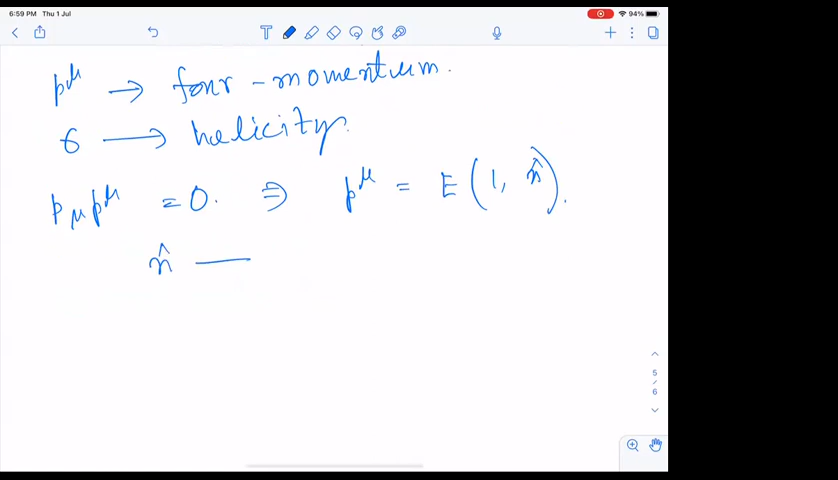 6:59 PM Thu 1 Jul 94%
p^μ → four-momentum.
σ → helicity.
p_μ p^μ = 0. ⇒ p^μ = E(1, n̂).
n̂ —
5
/
6